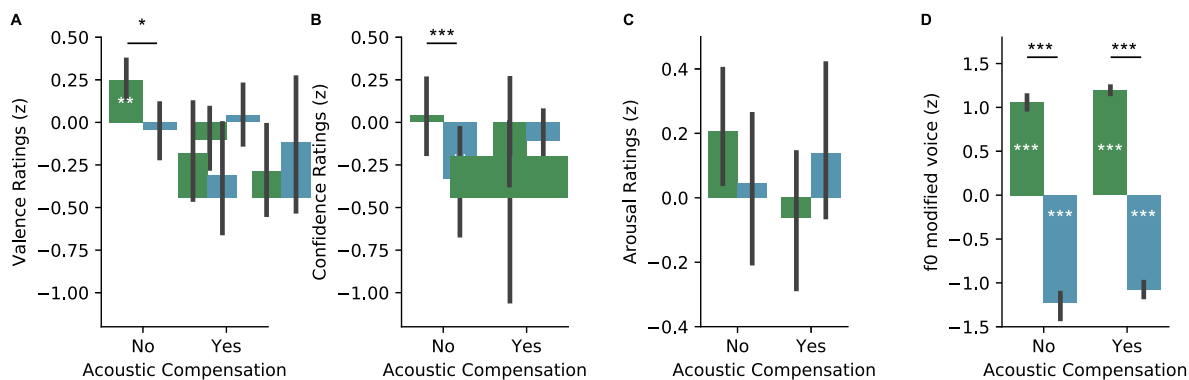 A
Valence Ratings (z)
0.50
0.25
0.00
−0.25
−0.50
−0.75
−1.00
*
**
No
Yes
Acoustic Compensation
B
Confidence Ratings (z)
0.50
0.25
0.00
−0.25
−0.50
−0.75
−1.00
***
No
Yes
Acoustic Compensation
C
Arousal Ratings (z)
0.4
0.2
0.0
−0.2
−0.4
No
Yes
Acoustic Compensation
D
f0 modified voice (z)
1.5
1.0
0.5
0.0
−0.5
−1.0
−1.5
***
***
***
***
***
***
No
Yes
Acoustic Compensation